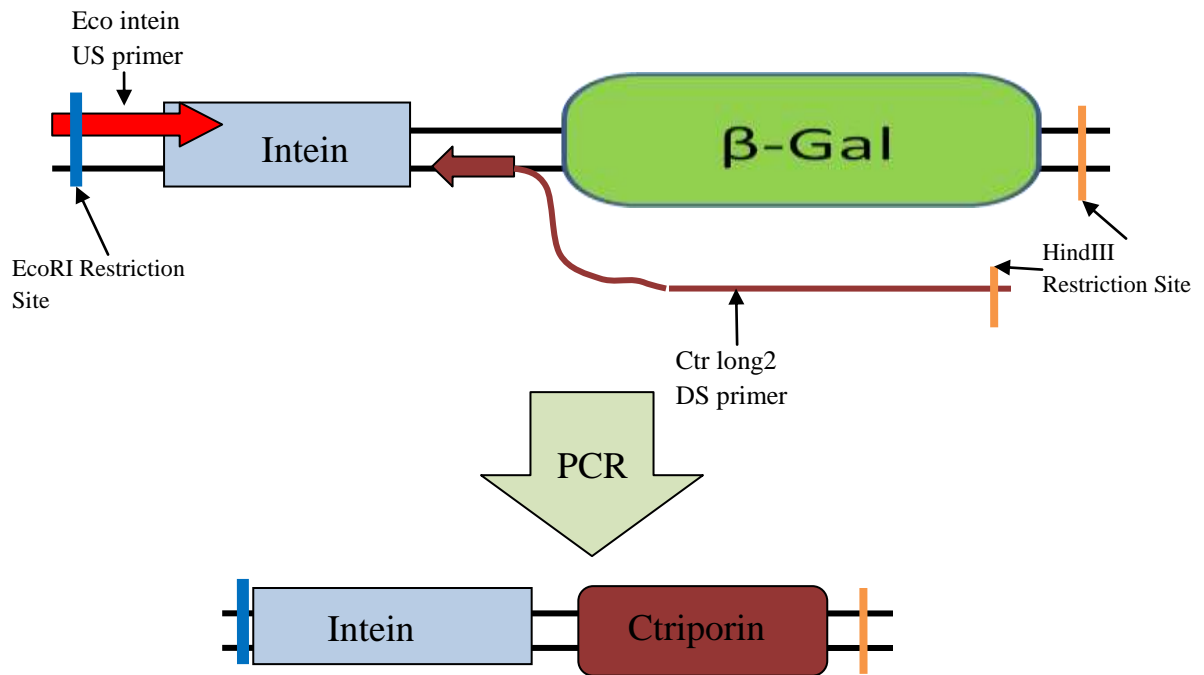 Eco intein
US primer
Intein
β-Gal
EcoRI Restriction
Site
HindIII
Restriction Site
Ctr long2
DS primer
PCR
Intein
Ctriporin